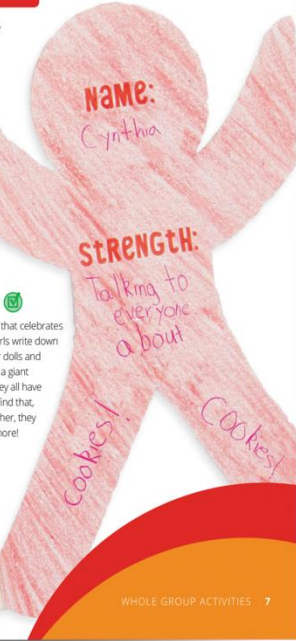 NAME:
Cynthia
STRENGTH:
Talking to
everyone
about
cookies!
Cookies!
that celebrates
rls write down
dolls and
a giant
ey all have
ind that,
her, they
ore!
WHOLE GROUP ACTIVITIES 7